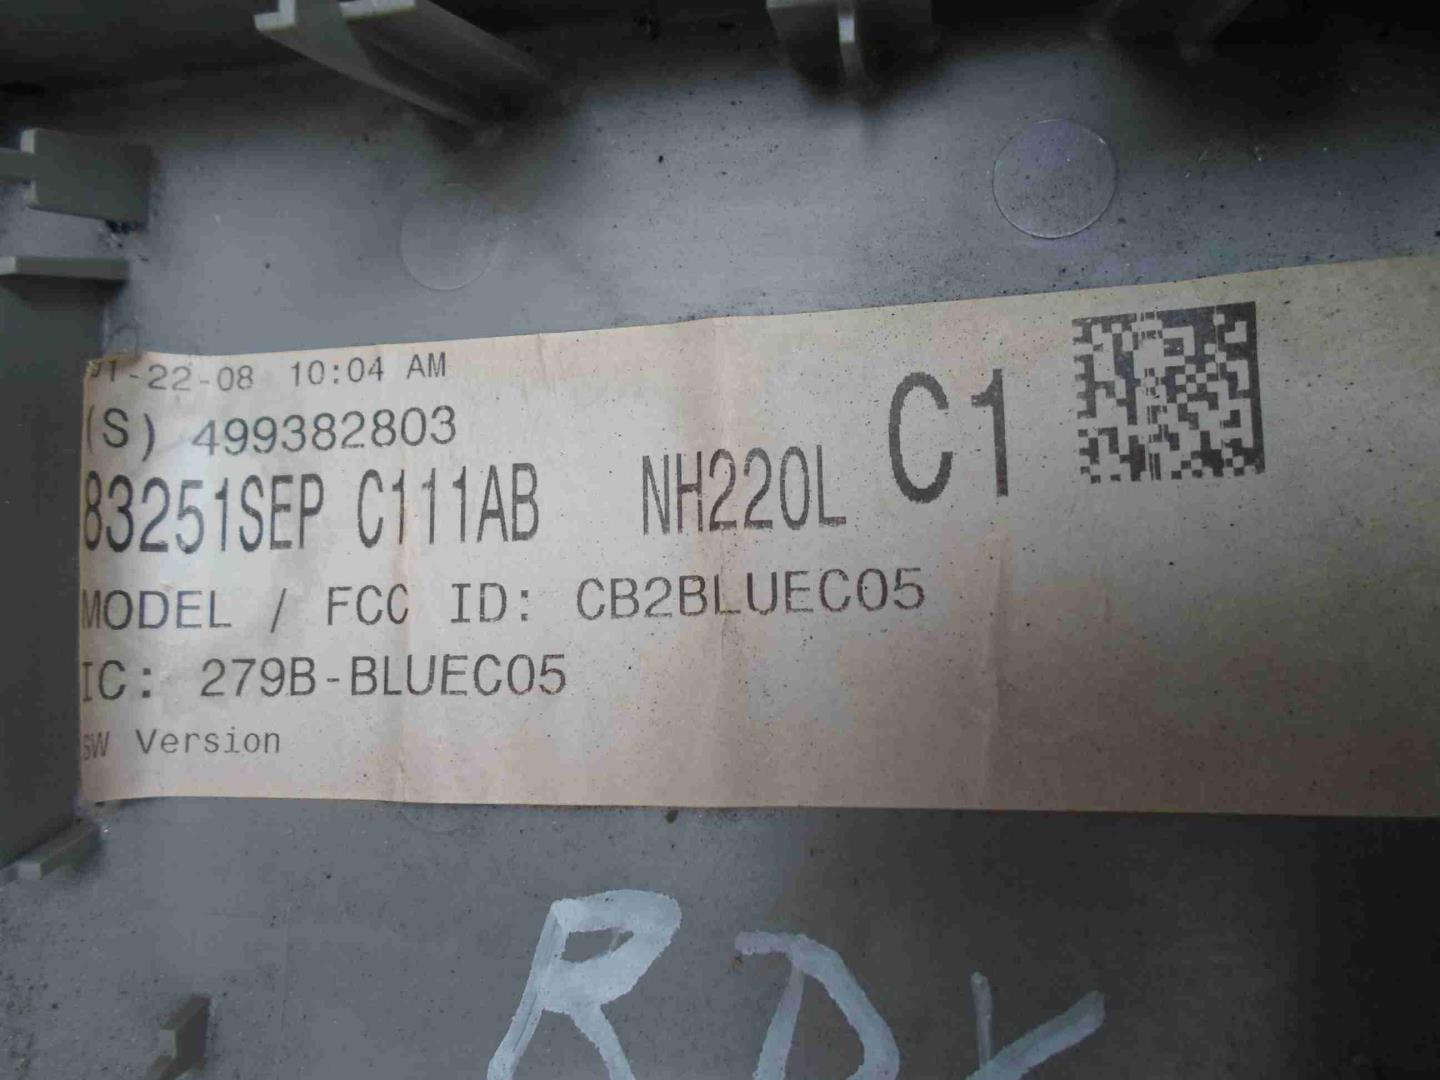 01-22-08 10:04 AM
(S) 499382803
83251SEP C111AB NH220L C1
MODEL / FCC ID: CB2BLUEC05
IC: 279B-BLUEC05
SW Version